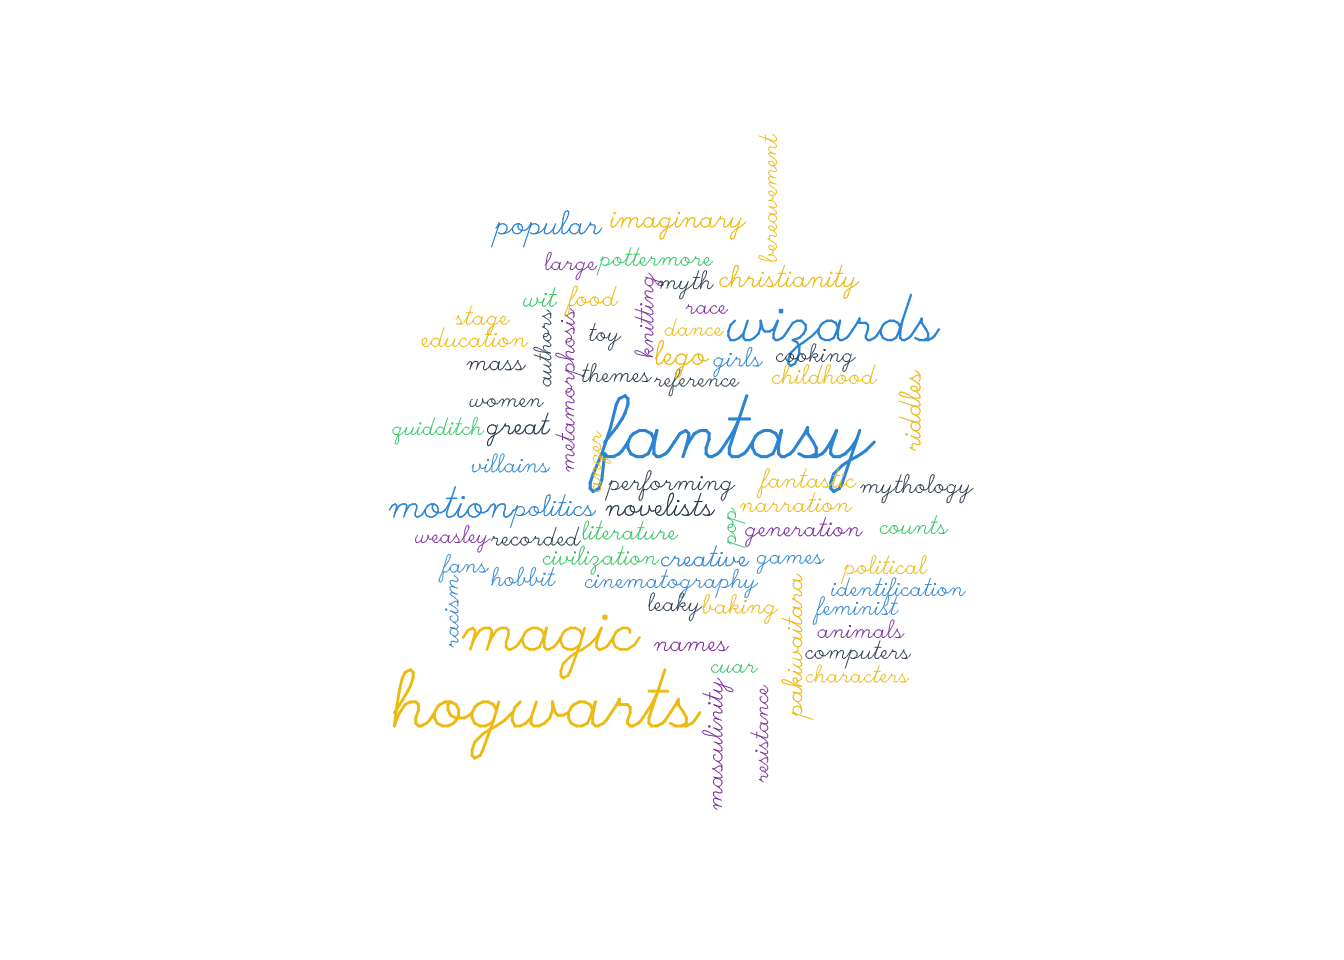 bereavement
popular
imaginary
large
pottermore
myth
christianity
knitting
wit
food
race
stage
authors
metamorphosis
toy
dance
wizards
education
mass
lego
girls
cooking
themes
reference
childhood
riddles
women
fantasy
quidditch
great
villains
performing
fantastic
mythology
motion
politics
novelists
narration
pop
weasley
recorded
literature
generation
counts
civilization
creative
games
fans
hobbit
cinematography
political
identification
racism
leaky
baking
pakiwaitara
feminist
magic
names
animals
computers
cuar
characters
hogwarts
masculinity
resistance